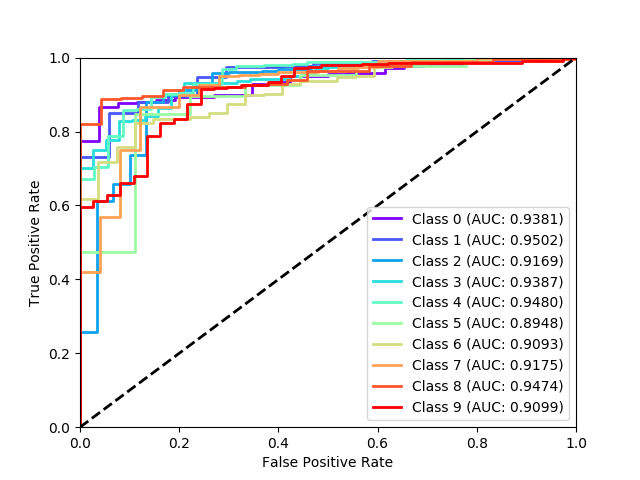 1.0
0.8
0.6
0.4
0.2
0.0
True Positive Rate
0.0 0.2 0.4 0.6 0.8 1.0
False Positive Rate
Class 0 (AUC: 0.9381)
Class 1 (AUC: 0.9502)
Class 2 (AUC: 0.9169)
Class 3 (AUC: 0.9387)
Class 4 (AUC: 0.9480)
Class 5 (AUC: 0.8948)
Class 6 (AUC: 0.9093)
Class 7 (AUC: 0.9175)
Class 8 (AUC: 0.9474)
Class 9 (AUC: 0.9099)